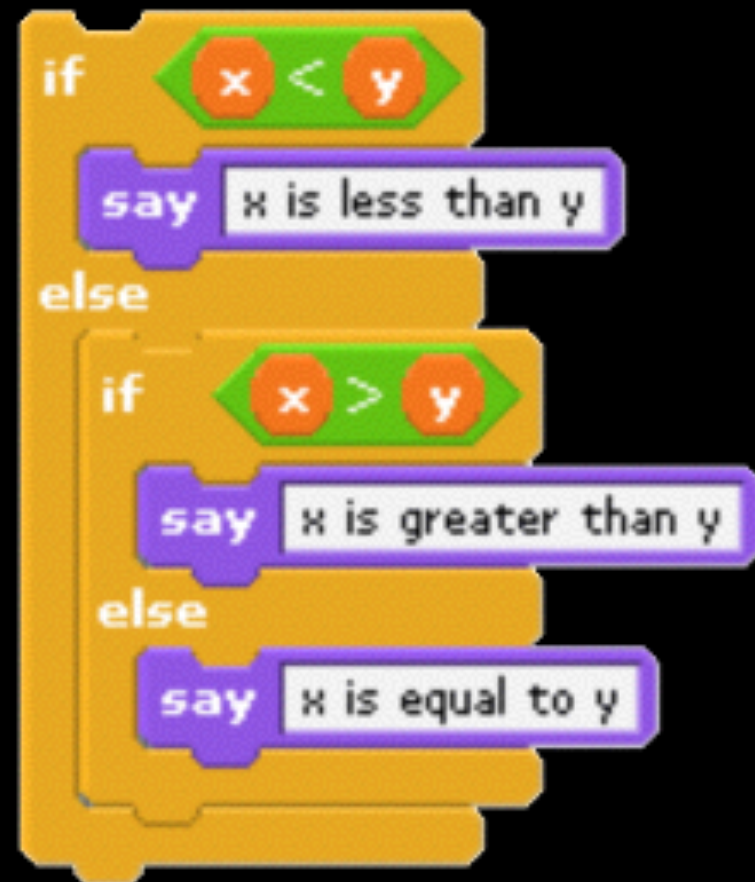 if x < y
say x is less than y
else
if x > y
say x is greater than y
else
say x is equal to y